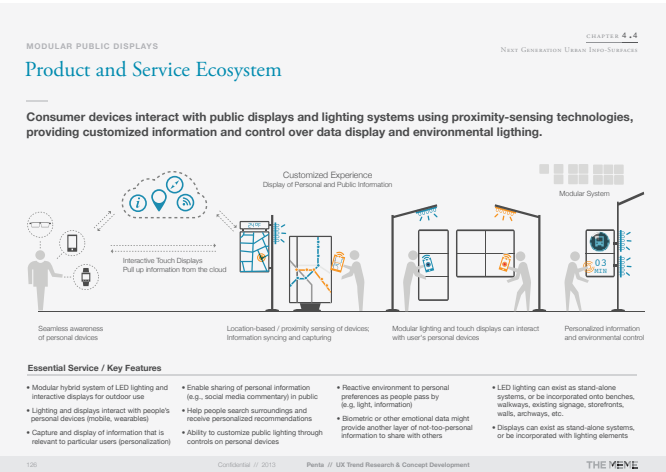 CHAPTER 4.4
MODULAR PUBLIC DISPLAYS
NEXT GENERATION URBAN INFO-SURFACES
Product and Service Ecosystem
Consumer devices interact with public displays and lighting systems using proximity-sensing technologies,
providing customized information and control over data display and environmental ligthing.
Customized Experience
Display of Personal and Public Information
Modular System
Interactive Touch Displays
Pull up information from the cloud
03
MIN
Seamless awareness
of personal devices
Location-based / proximity sensing of devices;
Information syncing and capturing
Modular lighting and touch displays can interact
with user's personal devices
Personalized information
and environmental control
Essential Service / Key Features
• Modular hybrid system of LED lighting and
interactive displays for outdoor use
• Lighting and displays interact with people's
personal devices (mobile, wearables)
• Capture and display of information that is
relevant to particular users (personalization)
• Enable sharing of personal information
(e.g., social media commentary) in public
• Help people search surroundings and
receive personalized recommendations
• Ability to customize public lighting through
controls on personal devices
• Reactive environment to personal
preferences as people pass by
(e.g, light, information)
• Biometric or other emotional data might
provide another layer of not-too-personal
information to share with others
• LED lighting can exist as stand-alone
systems, or be incorporated onto benches,
walkways, existing signage, storefronts,
walls, archways, etc.
• Displays can exist as stand-alone systems,
or be incorporated with lighting elements
126
Confidential // 2013
Penta // UX Trend Research & Concept Development
THE MEME